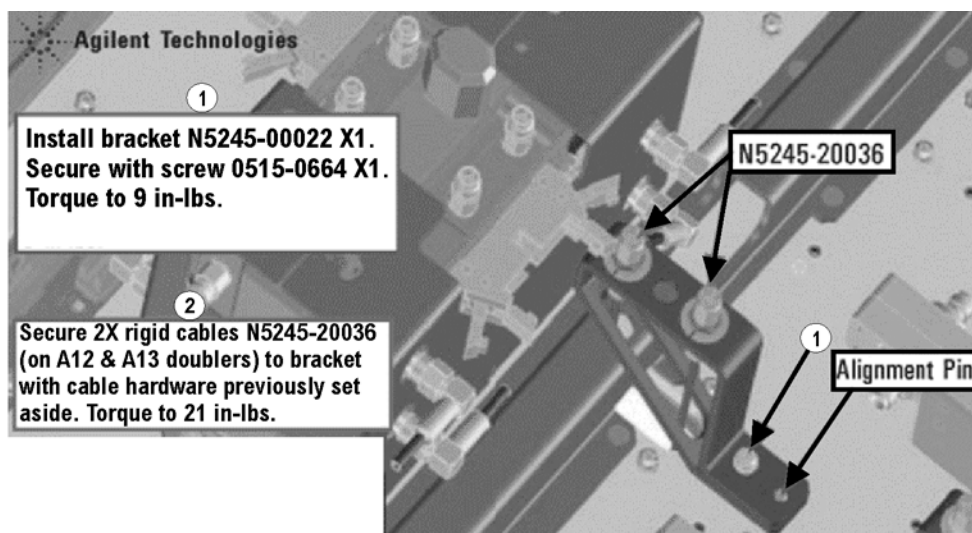 Agilent Technologies
1
Install bracket N5245-00022 X1.
Secure with screw 0515-0664 X1.
Torque to 9 in-lbs.
N5245-20036
2
Secure 2X rigid cables N5245-20036
(on A12 & A13 doublers) to bracket
with cable hardware previously set
aside. Torque to 21 in-lbs.
1
Alignment Pin